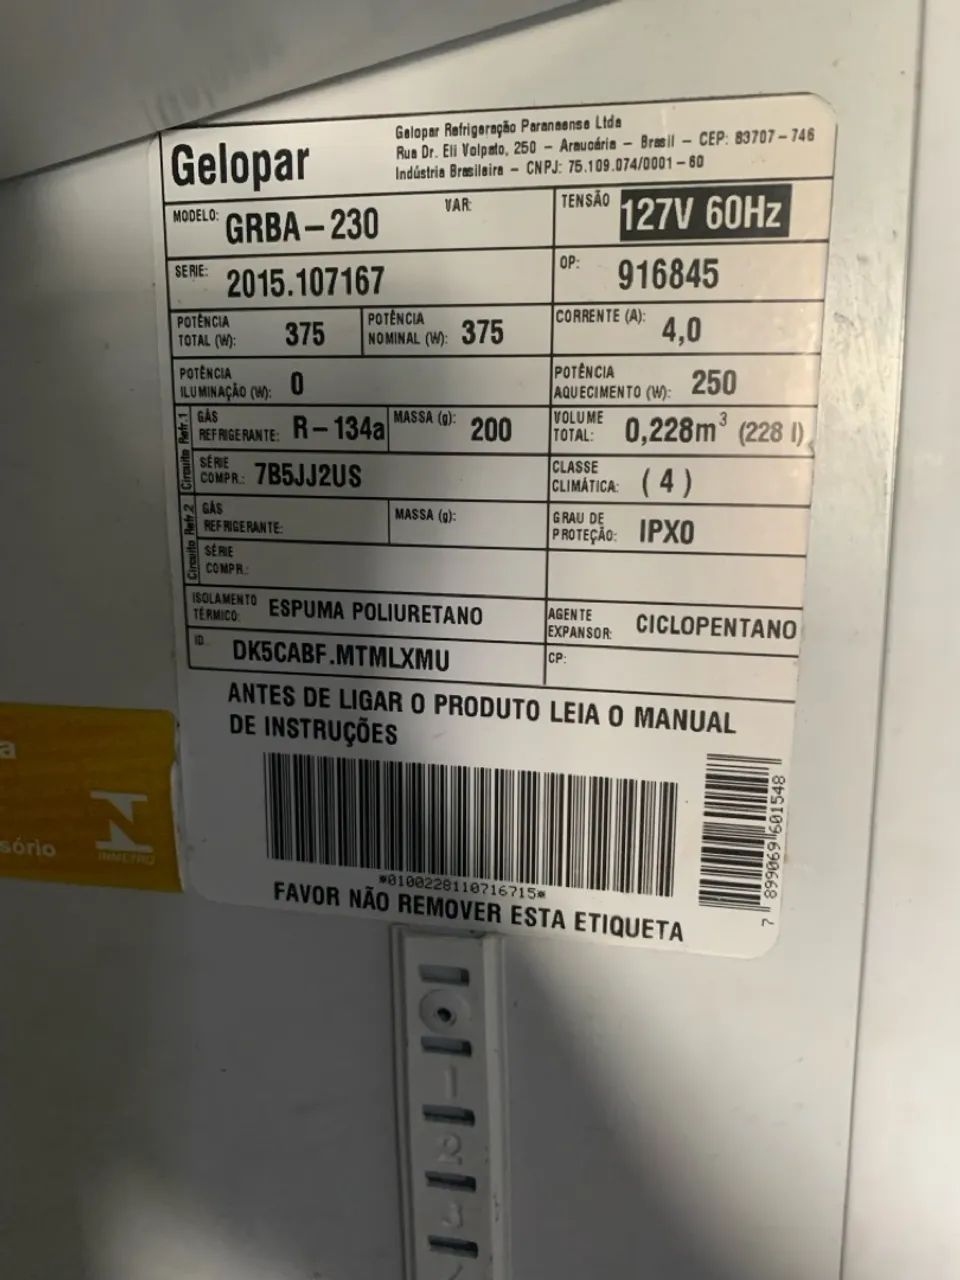 Gelopar
Gelopar Refrigeração Paranaense Ltda
Rua Dr. Eli Volpato, 250 - Araucária - Brasil - CEP: 83707-746
Indústria Brasileira - CNPJ: 75.109.074/0001-60
MODELO: GRBA-230 VAR:
TENSÃO 127V 60Hz
SERIE: 2015.107167
OP: 916845
POTÊNCIA TOTAL (W): 375
POTÊNCIA NOMINAL (W): 375
CORRENTE (A): 4,0
POTÊNCIA ILUMINAÇÃO (W): 0
POTÊNCIA AQUECIMENTO (W): 250
Circuito Refr.1
GÁS REFRIGERANTE: R-134a
MASSA (g): 200
VOLUME TOTAL: 0,228m³ (228 l)
SÉRIE COMPR.: 7B5JJ2US
CLASSE CLIMÁTICA: (4)
Circuito Refr.2
GÁS REFRIGERANTE:
MASSA (g):
GRAU DE PROTEÇÃO: IPX0
SÉRIE COMPR.:
ISOLAMENTO TÉRMICO: ESPUMA POLIURETANO
AGENTE EXPANSOR: CICLOPENTANO
ID DK5CABF.MTMLXMU
CP:
ANTES DE LIGAR O PRODUTO LEIA O MANUAL
DE INSTRUÇÕES
*0100228110716715*
7 899069 601548
FAVOR NÃO REMOVER ESTA ETIQUETA
a
sório
INMETRO
0
1
2
3